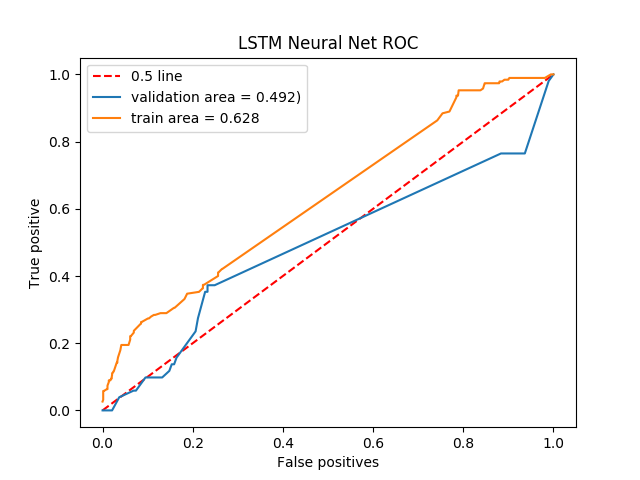 LSTM Neural Net ROC
0.5 line
validation area = 0.492)
train area = 0.628
1.0
0.8
0.6
0.4
0.2
0.0
True positive
0.0 0.2 0.4 0.6 0.8 1.0
False positives